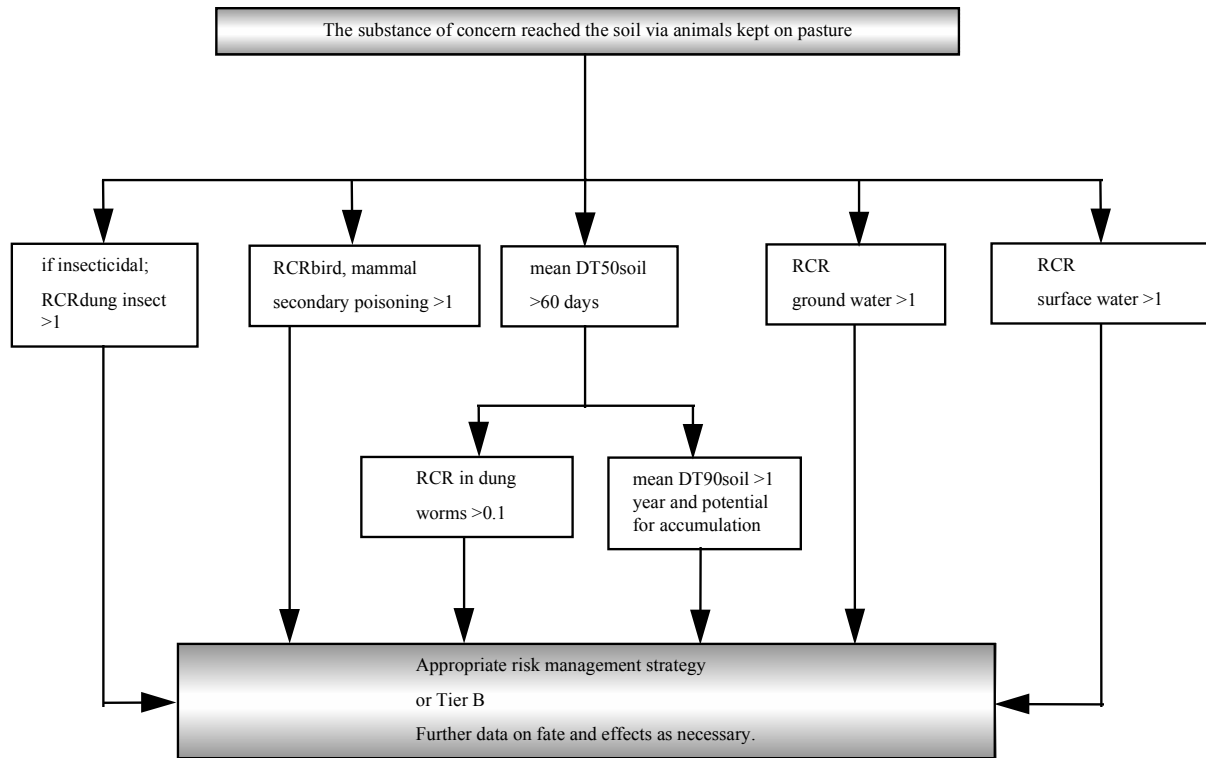 The substance of concern reached the soil via animals kept on pasture
if insecticidal;
RCRdung insect
>1
RCRbird, mammal
secondary poisoning >1
mean DT50soil
>60 days
RCR
ground water >1
RCR
surface water >1
RCR in dung
worms >0.1
mean DT90soil >1
year and potential
for accumulation
Appropriate risk management strategy
or Tier B
Further data on fate and effects as necessary.